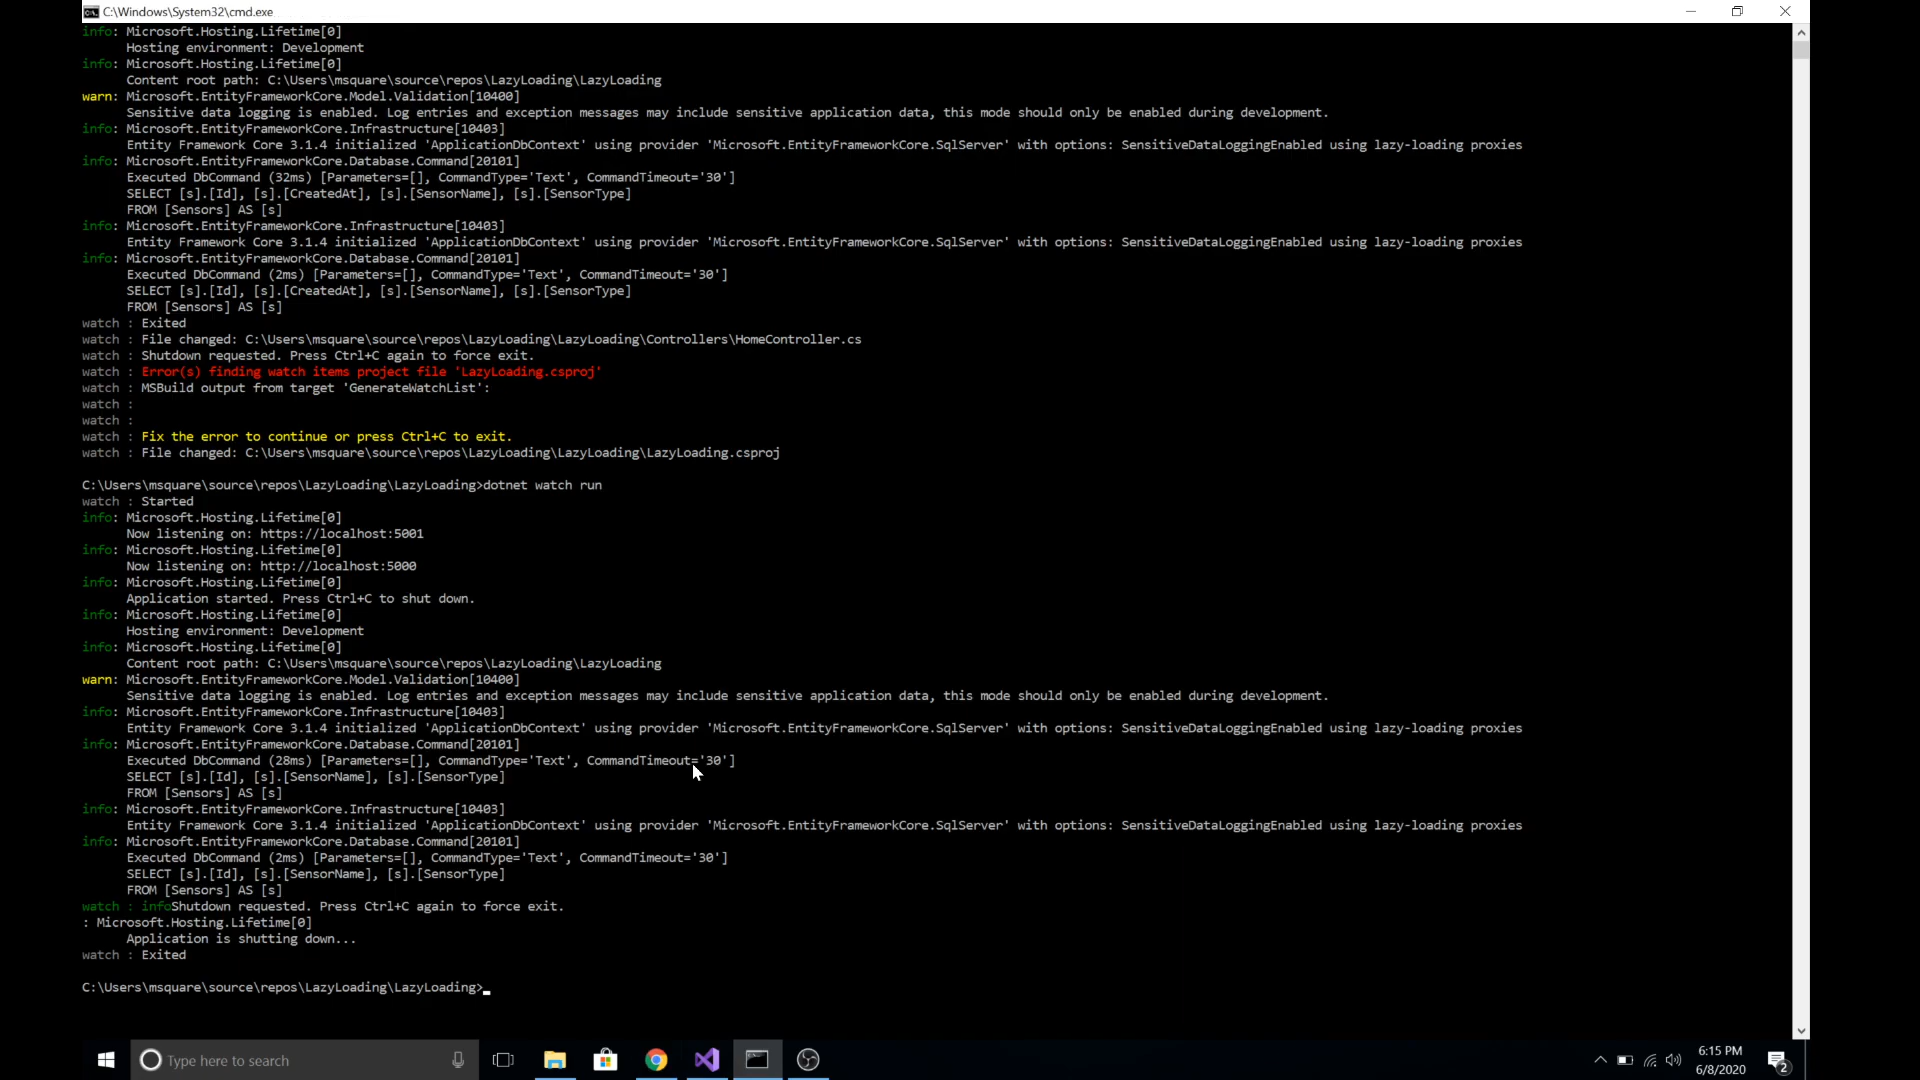 C:\Windows\System32\cmd.exe
info: Microsoft.Hosting.Lifetime[0]
Hosting environment: Development
info: Microsoft.Hosting.Lifetime[0]
Content root path: C:\Users\msquare\source\repos\LazyLoading\LazyLoading
warn: Microsoft.EntityFrameworkCore.Model.Validation[10400]
Sensitive data logging is enabled. Log entries and exception messages may include sensitive application data, this mode should only be enabled during development.
info: Microsoft.EntityFrameworkCore.Infrastructure[10403]
Entity Framework Core 3.1.4 initialized 'ApplicationDbContext' using provider 'Microsoft.EntityFrameworkCore.SqlServer' with options: SensitiveDataLoggingEnabled using lazy-loading proxies
info: Microsoft.EntityFrameworkCore.Database.Command[20101]
Executed DbCommand (32ms) [Parameters=[], CommandType='Text', CommandTimeout='30']
SELECT [s].[Id], [s].[CreatedAt], [s].[SensorName], [s].[SensorType]
FROM [Sensors] AS [s]
info: Microsoft.EntityFrameworkCore.Infrastructure[10403]
Entity Framework Core 3.1.4 initialized 'ApplicationDbContext' using provider 'Microsoft.EntityFrameworkCore.SqlServer' with options: SensitiveDataLoggingEnabled using lazy-loading proxies
info: Microsoft.EntityFrameworkCore.Database.Command[20101]
Executed DbCommand (2ms) [Parameters=[], CommandType='Text', CommandTimeout='30']
SELECT [s].[Id], [s].[CreatedAt], [s].[SensorName], [s].[SensorType]
FROM [Sensors] AS [s]
watch : Exited
watch : File changed: C:\Users\msquare\source\repos\LazyLoading\LazyLoading\Controllers\HomeController.cs
watch : Shutdown requested. Press Ctrl+C again to force exit.
watch : Error(s) finding watch items project file 'LazyLoading.csproj'
watch : MSBuild output from target 'GenerateWatchList':
watch :
watch :
watch : Fix the error to continue or press Ctrl+C to exit.
watch : File changed: C:\Users\msquare\source\repos\LazyLoading\LazyLoading\LazyLoading.csproj
C:\Users\msquare\source\repos\LazyLoading\LazyLoading>dotnet watch run
watch : Started
info: Microsoft.Hosting.Lifetime[0]
Now listening on: https://localhost:5001
info: Microsoft.Hosting.Lifetime[0]
Now listening on: http://localhost:5000
info: Microsoft.Hosting.Lifetime[0]
Application started. Press Ctrl+C to shut down.
info: Microsoft.Hosting.Lifetime[0]
Hosting environment: Development
info: Microsoft.Hosting.Lifetime[0]
Content root path: C:\Users\msquare\source\repos\LazyLoading\LazyLoading
warn: Microsoft.EntityFrameworkCore.Model.Validation[10400]
Sensitive data logging is enabled. Log entries and exception messages may include sensitive application data, this mode should only be enabled during development.
info: Microsoft.EntityFrameworkCore.Infrastructure[10403]
Entity Framework Core 3.1.4 initialized 'ApplicationDbContext' using provider 'Microsoft.EntityFrameworkCore.SqlServer' with options: SensitiveDataLoggingEnabled using lazy-loading proxies
info: Microsoft.EntityFrameworkCore.Database.Command[20101]
Executed DbCommand (28ms) [Parameters=[], CommandType='Text', CommandTimeout='30']
SELECT [s].[Id], [s].[SensorName], [s].[SensorType]
FROM [Sensors] AS [s]
info: Microsoft.EntityFrameworkCore.Infrastructure[10403]
Entity Framework Core 3.1.4 initialized 'ApplicationDbContext' using provider 'Microsoft.EntityFrameworkCore.SqlServer' with options: SensitiveDataLoggingEnabled using lazy-loading proxies
info: Microsoft.EntityFrameworkCore.Database.Command[20101]
Executed DbCommand (2ms) [Parameters=[], CommandType='Text', CommandTimeout='30']
SELECT [s].[Id], [s].[SensorName], [s].[SensorType]
FROM [Sensors] AS [s]
watch : infoShutdown requested. Press Ctrl+C again to force exit.
: Microsoft.Hosting.Lifetime[0]
Application is shutting down...
watch : Exited
C:\Users\msquare\source\repos\LazyLoading\LazyLoading>
Type here to search
6:15 PM
6/8/2020
2